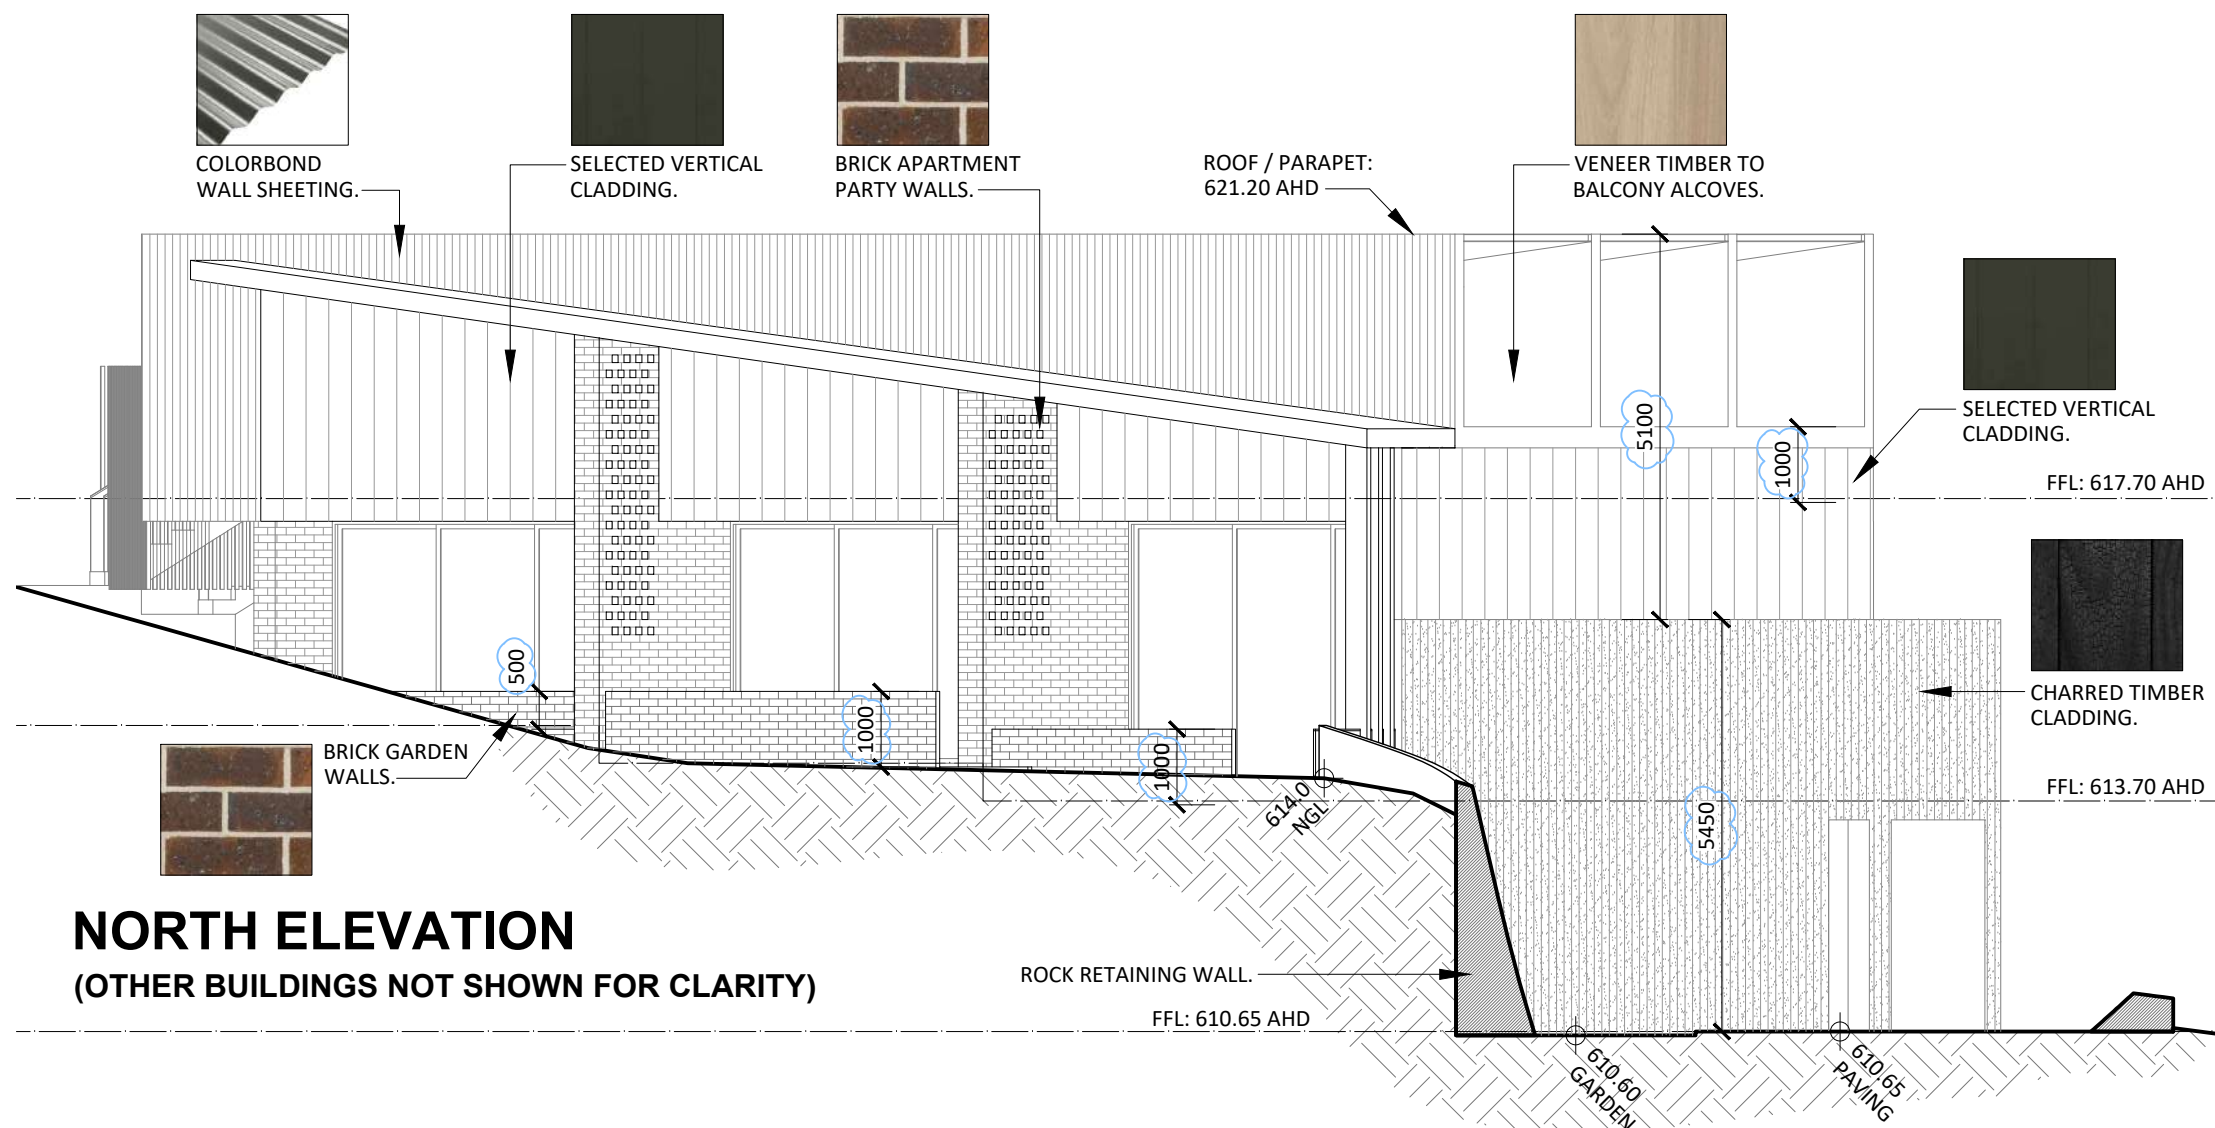 COLORBOND
WALL SHEETING.
SELECTED VERTICAL
CLADDING.
BRICK APARTMENT
PARTY WALLS.
ROOF / PARAPET:
621.20 AHD
VENEER TIMBER TO
BALCONY ALCOVES.
SELECTED VERTICAL
CLADDING.
5100
1000
FFL: 617.70 AHD
500
1000
1000
CHARRED TIMBER
CLADDING.
BRICK GARDEN
WALLS.
614.0
NGL
5450
FFL: 613.70 AHD
NORTH ELEVATION
(OTHER BUILDINGS NOT SHOWN FOR CLARITY)
ROCK RETAINING WALL.
FFL: 610.65 AHD
610.60
GARDEN
610.65
PAVING